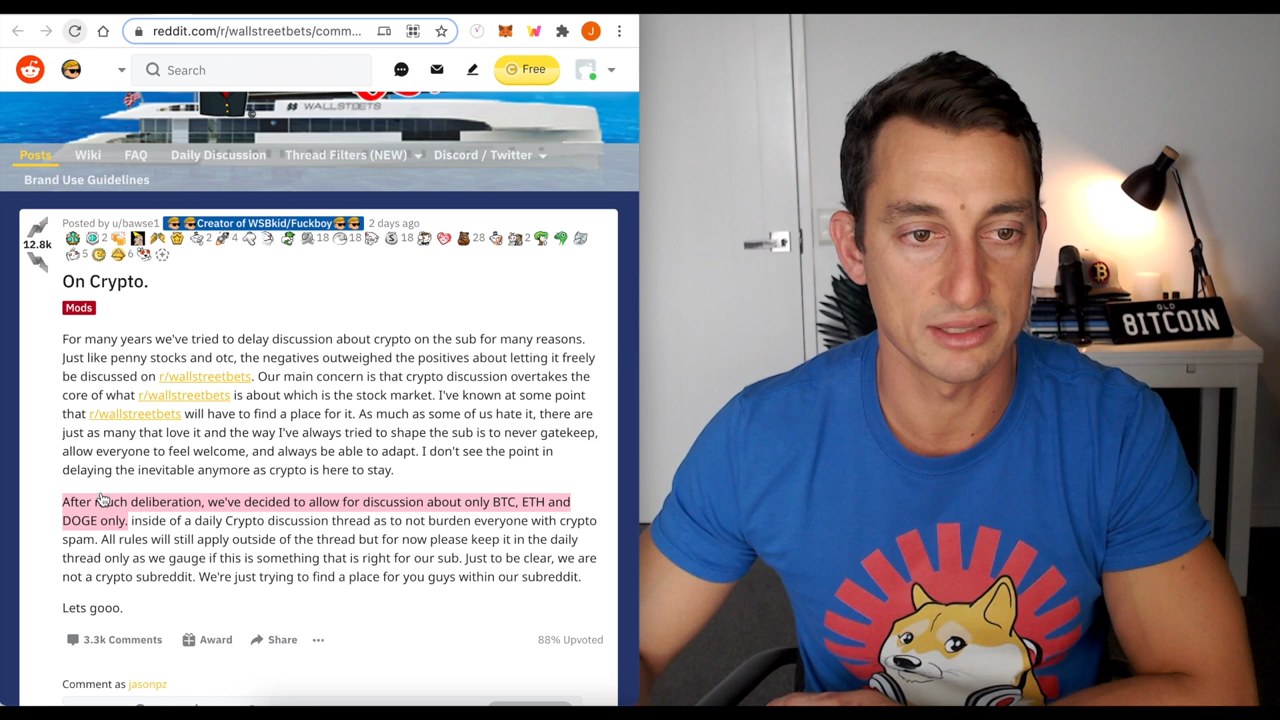 reddit.com/r/wallstreetbets/comm...
J
Search
Free
WALLSTBETS
Posts
Wiki
FAQ
Daily Discussion
Thread Filters (NEW)
Discord / Twitter
Brand Use Guidelines
Posted by u/bawse1 Creator of WSBkid/Fuckboy 2 days ago
2 2 4 18 18 18 28 2
12.8k
5 6
On Crypto.
Mods
For many years we've tried to delay discussion about crypto on the sub for many reasons.
Just like penny stocks and otc, the negatives outweighed the positives about letting it freely
be discussed on r/wallstreetbets. Our main concern is that crypto discussion overtakes the
core of what r/wallstreetbets is about which is the stock market. I've known at some point
that r/wallstreetbets will have to find a place for it. As much as some of us hate it, there are
just as many that love it and the way I've always tried to shape the sub is to never gatekeep,
allow everyone to feel welcome, and always be able to adapt. I don't see the point in
delaying the inevitable anymore as crypto is here to stay.
After much deliberation, we've decided to allow for discussion about only BTC, ETH and
DOGE only. inside of a daily Crypto discussion thread as to not burden everyone with crypto
spam. All rules will still apply outside of the thread but for now please keep it in the daily
thread only as we gauge if this is something that is right for our sub. Just to be clear, we are
not a crypto subreddit. We're just trying to find a place for you guys within our subreddit.
Lets gooo.
3.3k Comments
Award
Share
88% Upvoted
Comment as jasonpz
QLD
8ITCOIN